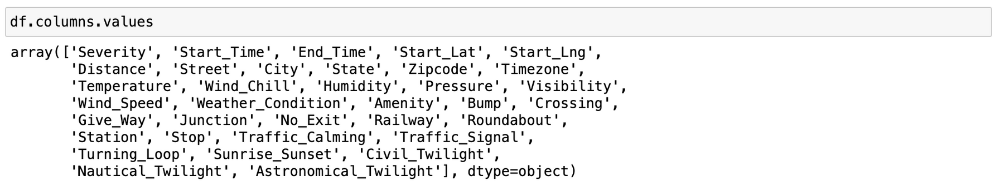 df.columns.values
array(['Severity', 'Start_Time', 'End_Time', 'Start_Lat', 'Start_Lng',
'Distance', 'Street', 'City', 'State', 'Zipcode', 'Timezone',
'Temperature', 'Wind_Chill', 'Humidity', 'Pressure', 'Visibility',
'Wind_Speed', 'Weather_Condition', 'Amenity', 'Bump', 'Crossing',
'Give_Way', 'Junction', 'No_Exit', 'Railway', 'Roundabout',
'Station', 'Stop', 'Traffic_Calming', 'Traffic_Signal',
'Turning_Loop', 'Sunrise_Sunset', 'Civil_Twilight',
'Nautical_Twilight', 'Astronomical_Twilight'], dtype=object)